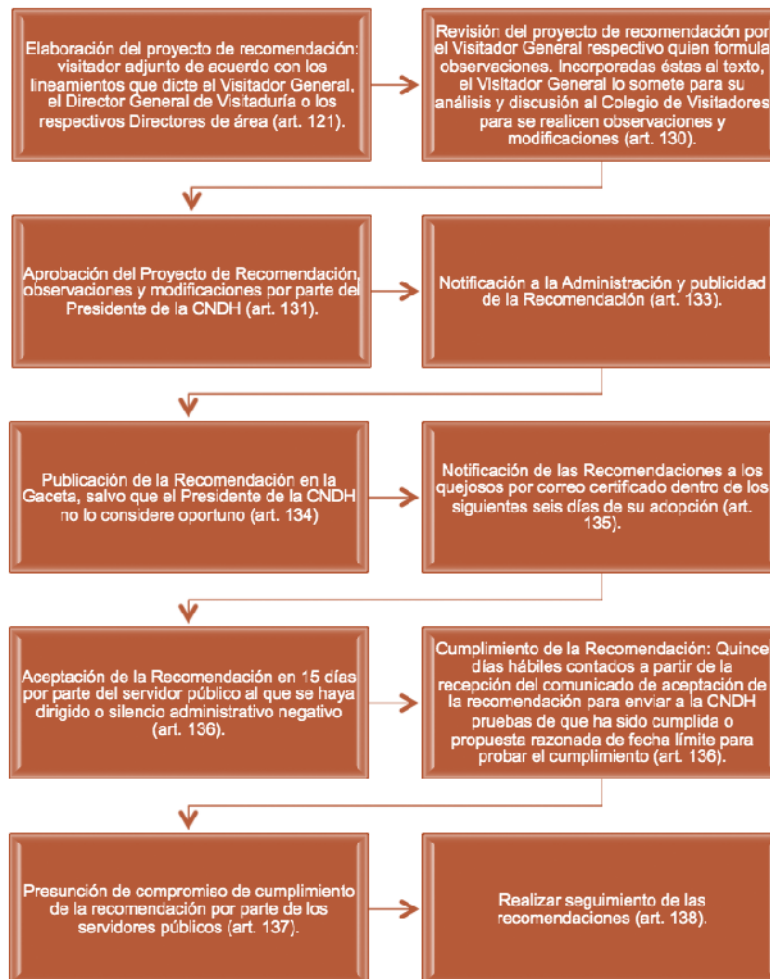 Elaboración del proyecto de recomendación:
visitador adjunto de acuerdo con los
lineamientos que dicte el Visitador General,
el Director General de Visitaduría o los
respectivos Directores de área (art. 121).
Revisión del proyecto de recomendación por
el Visitador General respectivo quien formula
observaciones. Incorporadas éstas al texto,
el Visitador General lo somete para su
análisis y discusión al Colegio de Visitadores
para se realicen observaciones y
modificaciones (art. 130).
Aprobación del Proyecto de Recomendación,
observaciones y modificaciones por parte del
Presidente de la CNDH (art. 131).
Notificación a la Administración y publicidad
de la Recomendación (art. 133).
Publicación de la Recomendación en la
Gaceta, salvo que el Presidente de la CNDH
no lo considere oportuno (art. 134)
Notificación de las Recomendaciones a los
quejosos por correo certificado dentro de los
siguientes seis días de su adopción (art.
135).
Aceptación de la Recomendación en 15 días
por parte del servidor público al que se haya
dirigido o silencio administrativo negativo
(art. 136).
Cumplimiento de la Recomendación: Quince
días hábiles contados a partir de la
recepción del comunicado de aceptación de
la recomendación para enviar a la CNDH
pruebas de que ha sido cumplida o
propuesta razonada de fecha límite para
probar el cumplimiento (art. 136).
Presunción de compromiso de cumplimiento
de la recomendación por parte de los
servidores públicos (art. 137).
Realizar seguimiento de las
recomendaciones (art. 138).